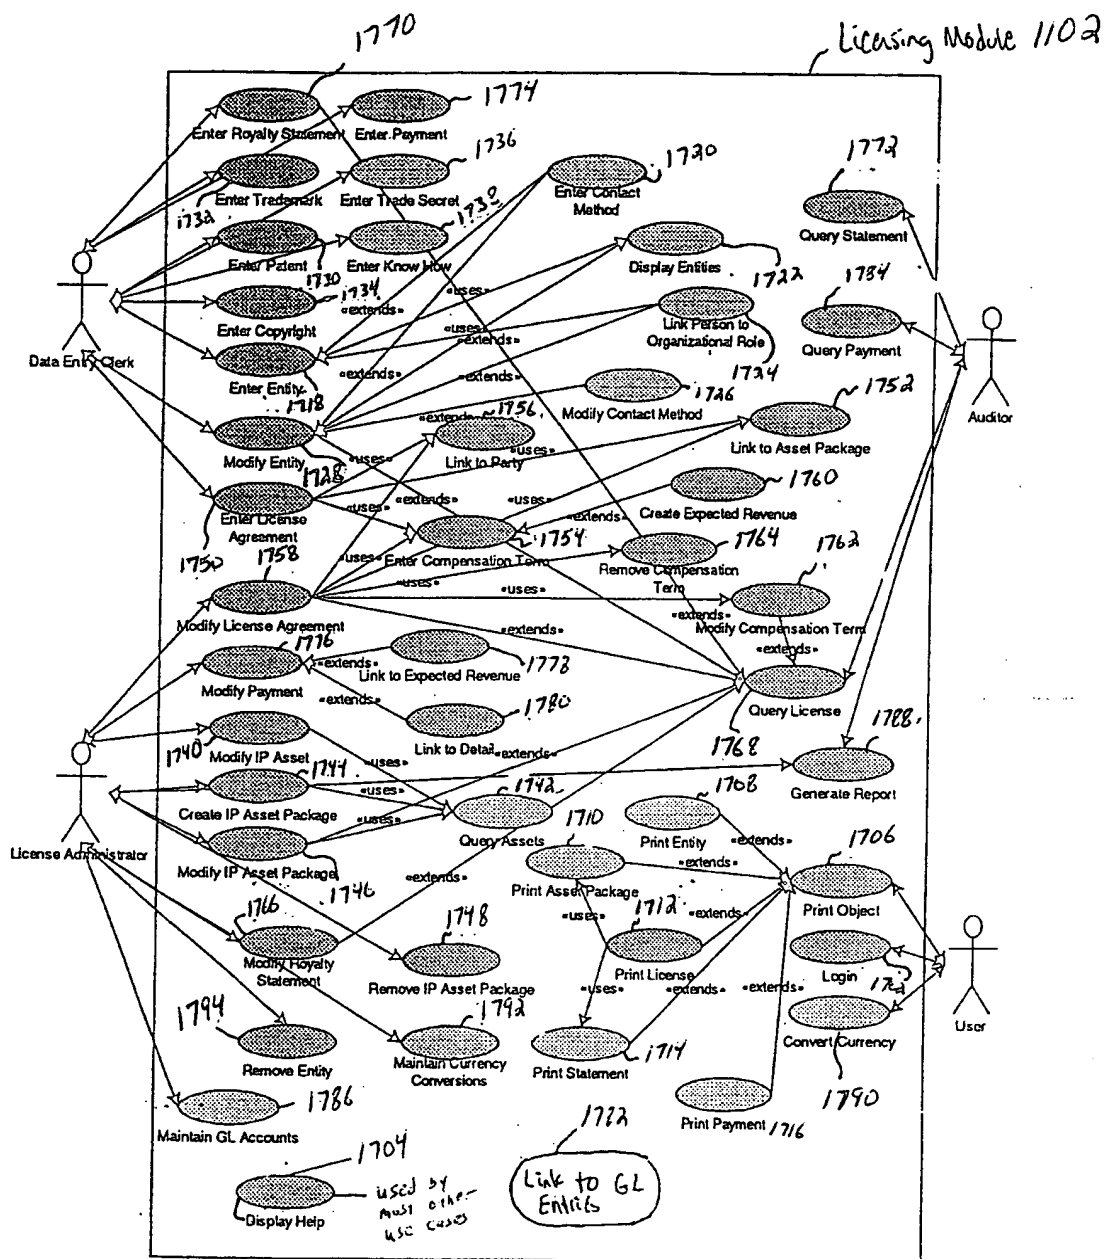 1770
Licensing Module 1102
1774
Enter Royalty Statement
Enter Payment
1736
1720
1772
Enter Trademark
Enter Trade Secret
Enter Contact
Method
1732
Query Statement
Enter Patent
Enter Know How
Display Entities
1730
1734
1722
1784
Enter Copyright
«extends»
«uses»
«uses»
«extends»
Link Person to
Organizational Role
Query Payment
Data Entry Clerk
Enter Entity
«extends»
«extends»
1724
Auditor
1718
1726
1752
«extends»
1756
Modify Contact Method
Modify Entity
1728
«uses»
Link to Party
«uses»
Link to Asset Package
1760
Enter License
Agreement
«extends»
«uses»
«uses»
«extends»
Create Expected Revenue
1750
1758
1754
1764
1762
Enter Compensation Term
«uses»
«uses»
«uses»
Remove Compensation
Term
«uses»
«extends»
Modify License Agreement
Modify Compensation Term
1776
«extends»
«extends»
«extends»
Link to Expected Revenue
1778
Modify Payment
«extends»
Query License
1780
1788
1740
Modify IP Asset
Link to Detail
«extends»
1768
1744
«uses»
«uses»
«uses»
1742
1708
Generate Report
Create IP Asset Package
Query Assets
1710
1706
License Administrator
Print Entity
«extends»
Modify IP Asset Package
1746
«extends»
Print Asset Package
«extends»
Print Object
1766
1748
«uses»
1712
«extends»
Modify Royalty
Statement
Remove IP Asset Package
Print License
Login
«uses»
«extends»
«extends»
1794
1792
User
Remove Entity
Maintain Currency
Conversions
Print Statement
1714
Convert Currency
1786
1790
Maintain GL Accounts
Print Payment
1716
1704
Link to GL
Entries
Display Help
used by
most other
use cases